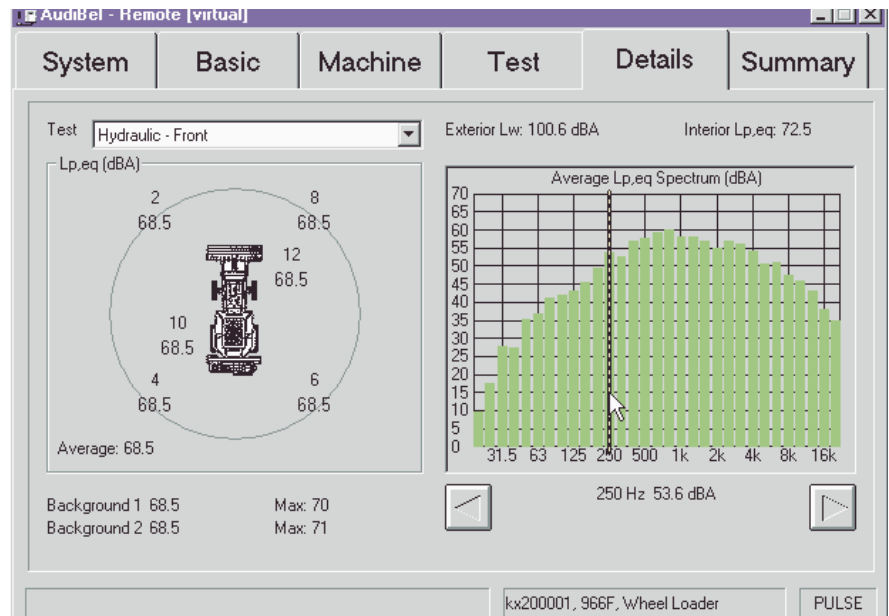 AudiBel - Remote [virtual]
System Basic Machine Test Details Summary
Test Hydraulic - Front
Exterior Lw: 100.6 dBA Interior Lp,eq: 72.5
Lp,eq (dBA)
2 8
68.5 68.5
12
68.5
10
68.5
4 6
68.5 68.5
Average: 68.5
Background 1 68.5 Max: 70
Background 2 68.5 Max: 71
Average Lp,eq Spectrum (dBA)
70
65
60
55
50
45
40
35
30
25
20
15
10
5
0
31.5 63 125 250 500 1k 2k 4k 8k 16k
250 Hz 53.6 dBA
kx200001, 966F, Wheel Loader PULSE